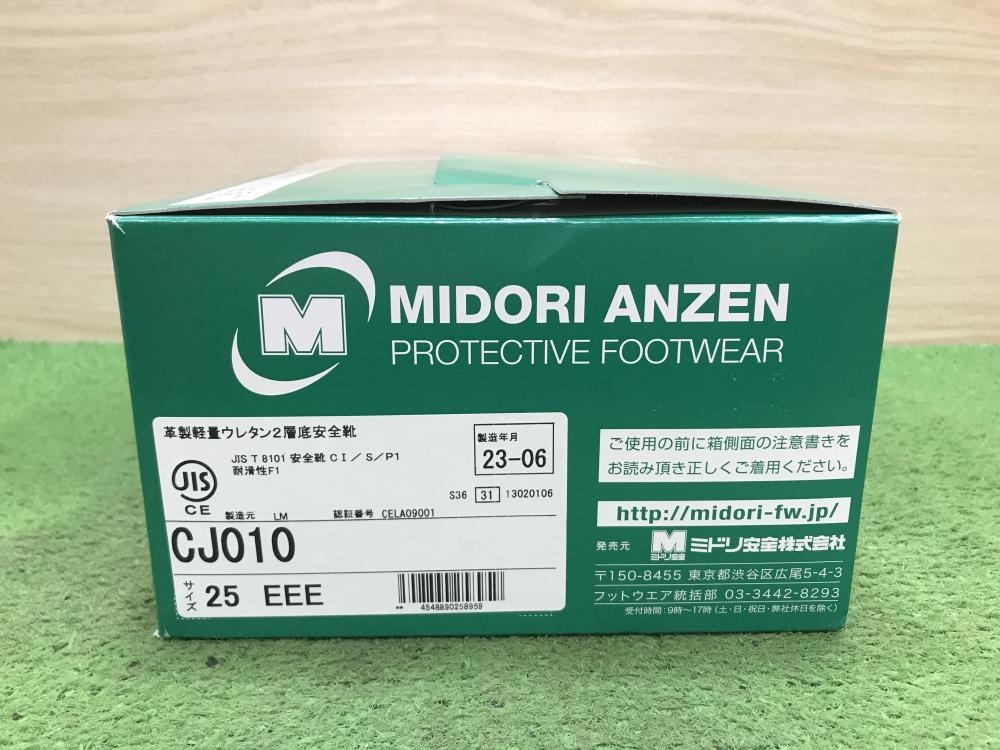 M
MIDORI ANZEN
PROTECTIVE FOOTWEAR
革製軽量ウレタン2層底安全靴
JIS T 8101 安全靴 CⅠ/S/P1
耐滑性F1
JIS
CE
製造年月
23-06
S36 31 13020106
製造元 LM 認証番号 CELA09001
CJ010
サイズ 25 EEE
4548890258959
ご使用の前に箱側面の注意書きを
お読み頂き正しくご着用ください。
http://midori-fw.jp/
発売元 M ミドリ安全 ミドリ安全株式会社
〒150-8455 東京都渋谷区広尾5-4-3
フットウエア統括部 03-3442-8293
受付時間:9時〜17時(土・日・祝日・弊社休日を除く)